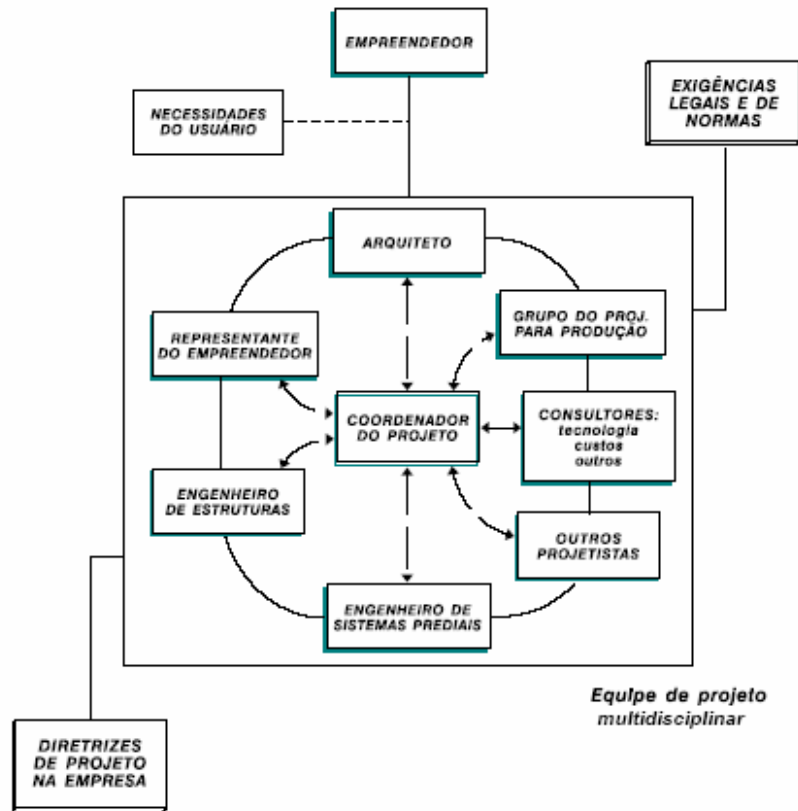 EMPREENDEDOR
EXIGÊNCIAS
LEGAIS E DE
NORMAS
NECESSIDADES
DO USUÁRIO
ARQUITETO
GRUPO DO PROJ.
PARA PRODUÇÃO
REPRESENTANTE
DO EMPREENDEDOR
COORDENADOR
DO PROJETO
CONSULTORES:
tecnologia
custos
outros
ENGENHEIRO
DE ESTRUTURAS
OUTROS
PROJETISTAS
ENGENHEIRO DE
SISTEMAS PREDIAIS
Equipe de projeto
multidisciplinar
DIRETRIZES
DE PROJETO
NA EMPRESA